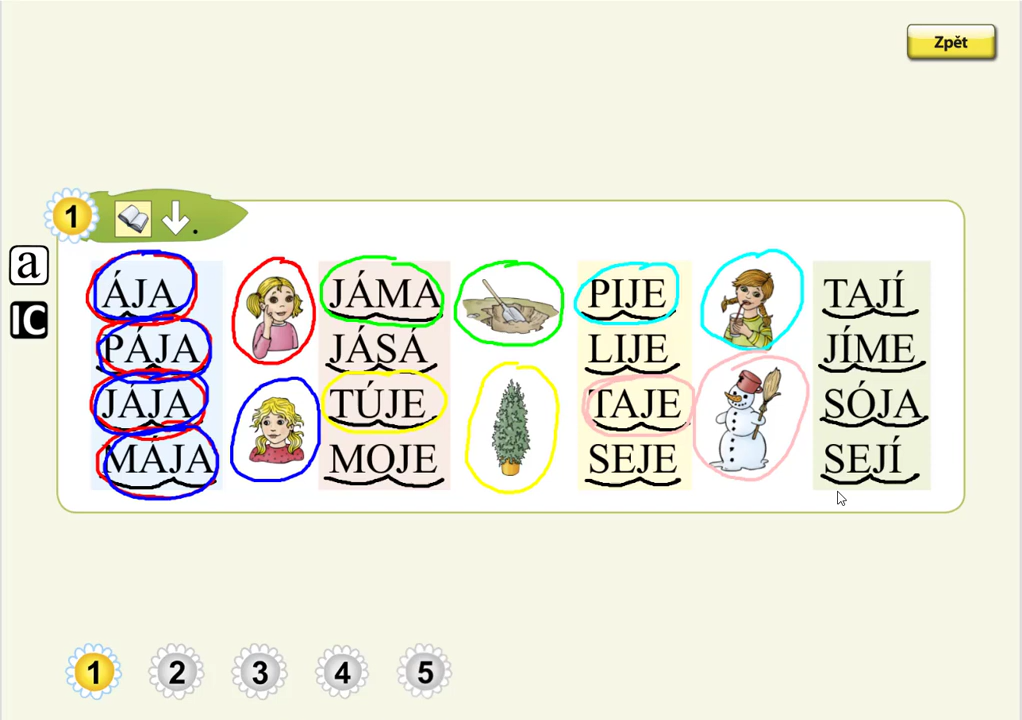 Zpět
1 .
a
ÁJA JÁMA PIJE TAJÍ
PÁJA JÁSÁ LIJE JÍME
JÁJA TÚJE TAJE SÓJA
MÁJA MOJE SEJE SEJÍ
1 2 3 4 5